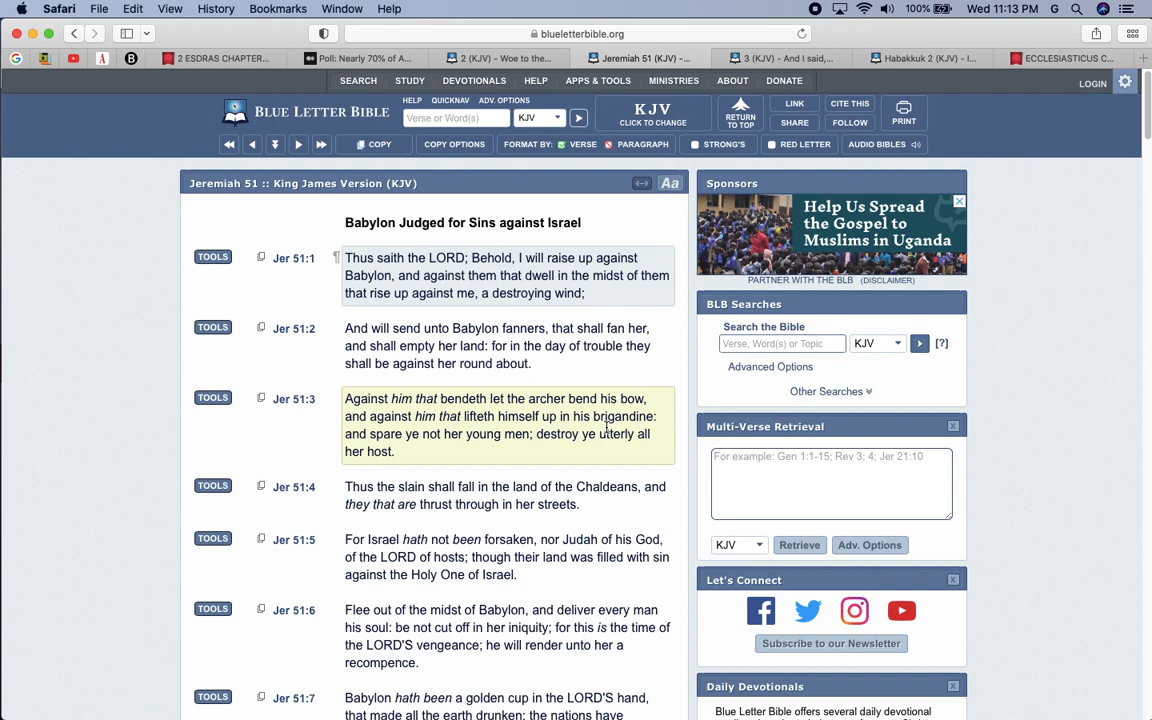 Safari File Edit View History Bookmarks Window Help 100% Wed 11:13 PM G
blueletterbible.org
2 ESDRAS CHAPTER... Poll: Nearly 70% of A... 2 (KJV) - Woe to the... Jeremiah 51 (KJV) -... 3 (KJV) - And I said,... Habakkuk 2 (KJV) - I... ECCLESIASTICUS C...
SEARCH STUDY DEVOTIONALS HELP APPS & TOOLS MINISTRIES ABOUT DONATE LOGIN
BLUE LETTER BIBLE
HELP QUICKNAV ADV. OPTIONS
Verse or Word(s) KJV
KJV
CLICK TO CHANGE
RETURN
TO TOP
LINK CITE THIS
SHARE FOLLOW
PRINT
COPY COPY OPTIONS FORMAT BY: VERSE PARAGRAPH STRONG'S RED LETTER AUDIO BIBLES
Jeremiah 51 :: King James Version (KJV) Aa
Babylon Judged for Sins against Israel
TOOLS Jer 51:1 ¶ Thus saith the LORD; Behold, I will raise up against
Babylon, and against them that dwell in the midst of them
that rise up against me, a destroying wind;
TOOLS Jer 51:2 And will send unto Babylon fanners, that shall fan her,
and shall empty her land: for in the day of trouble they
shall be against her round about.
TOOLS Jer 51:3 Against him that bendeth let the archer bend his bow,
and against him that lifteth himself up in his brigandine:
and spare ye not her young men; destroy ye utterly all
her host.
TOOLS Jer 51:4 Thus the slain shall fall in the land of the Chaldeans, and
they that are thrust through in her streets.
TOOLS Jer 51:5 For Israel hath not been forsaken, nor Judah of his God,
of the LORD of hosts; though their land was filled with sin
against the Holy One of Israel.
TOOLS Jer 51:6 Flee out of the midst of Babylon, and deliver every man
his soul: be not cut off in her iniquity; for this is the time of
the LORD'S vengeance; he will render unto her a
recompence.
TOOLS Jer 51:7 Babylon hath been a golden cup in the LORD'S hand,
that made all the earth drunken: the nations have
Sponsors
Help Us Spread
the Gospel to
Muslims in Uganda
PARTNER WITH THE BLB (DISCLAIMER)
BLB Searches
Search the Bible
Verse, Word(s) or Topic KJV [?]
Advanced Options
Other Searches
Multi-Verse Retrieval
For example: Gen 1:1-15; Rev 3; 4; Jer 21:10
KJV Retrieve Adv. Options
Let's Connect
Subscribe to our Newsletter
Daily Devotionals
Blue Letter Bible offers several daily devotional